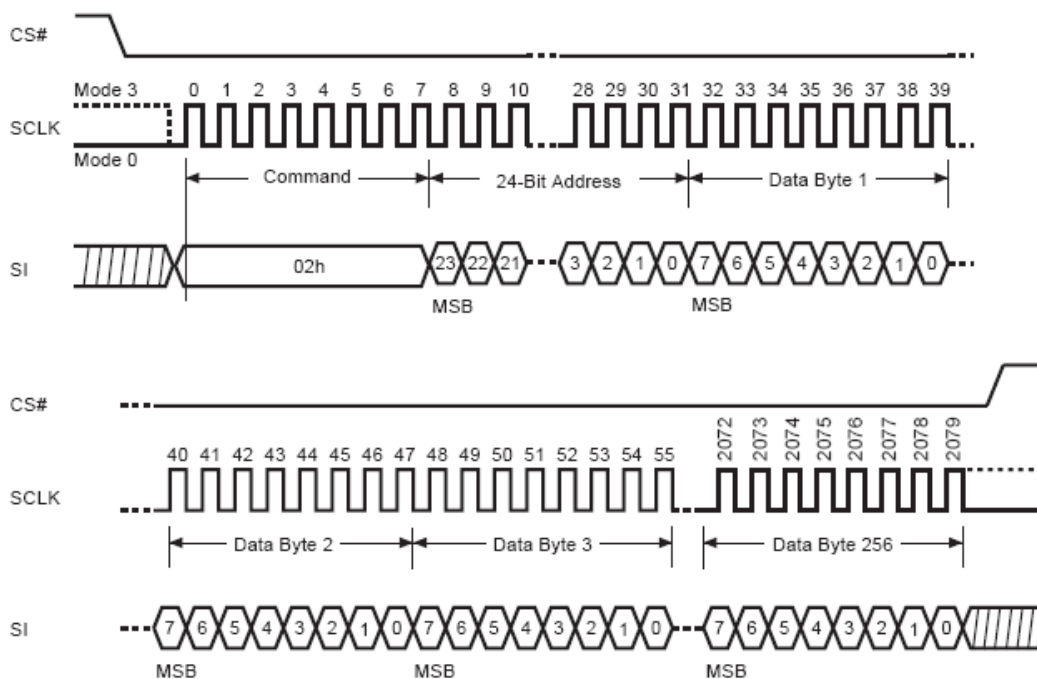 CS#
Mode 3 0 1 2 3 4 5 6 7 8 9 10 28 29 30 31 32 33 34 35 36 37 38 39
SCLK
Mode 0
Command 24-Bit Address Data Byte 1
SI 02h 23 22 21 3 2 1 0 7 6 5 4 3 2 1 0
MSB MSB
CS#
40 41 42 43 44 45 46 47 48 49 50 51 52 53 54 55 2072 2073 2074 2075 2076 2077 2078 2079
SCLK
Data Byte 2 Data Byte 3 Data Byte 256
SI 7 6 5 4 3 2 1 0 7 6 5 4 3 2 1 0 7 6 5 4 3 2 1 0
MSB MSB MSB